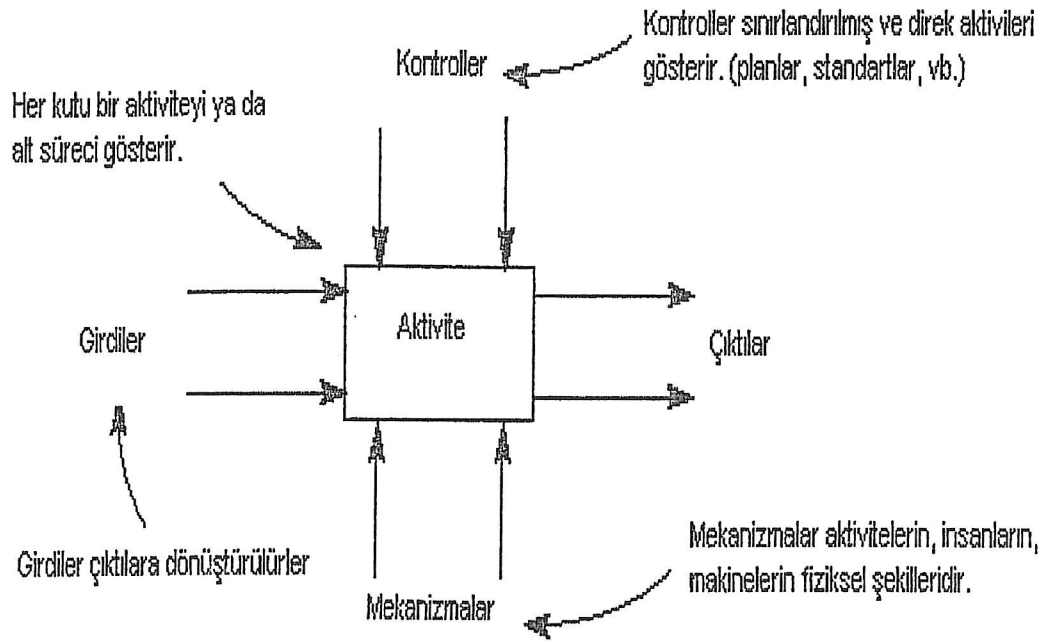 Kontroller sınırlandırılmış ve direk aktivileri
gösterir. (planlar, standartlar, vb.)
Kontroller
Her kutu bir aktiviteyi ya da
alt süreci gösterir.
Aktivite
Girdiler
Çıktılar
Girdiler çıktılara dönüştürülürler
Mekanizmalar aktivitelerin, insanların,
makinelerin fiziksel şekilleridir.
Mekanizmalar